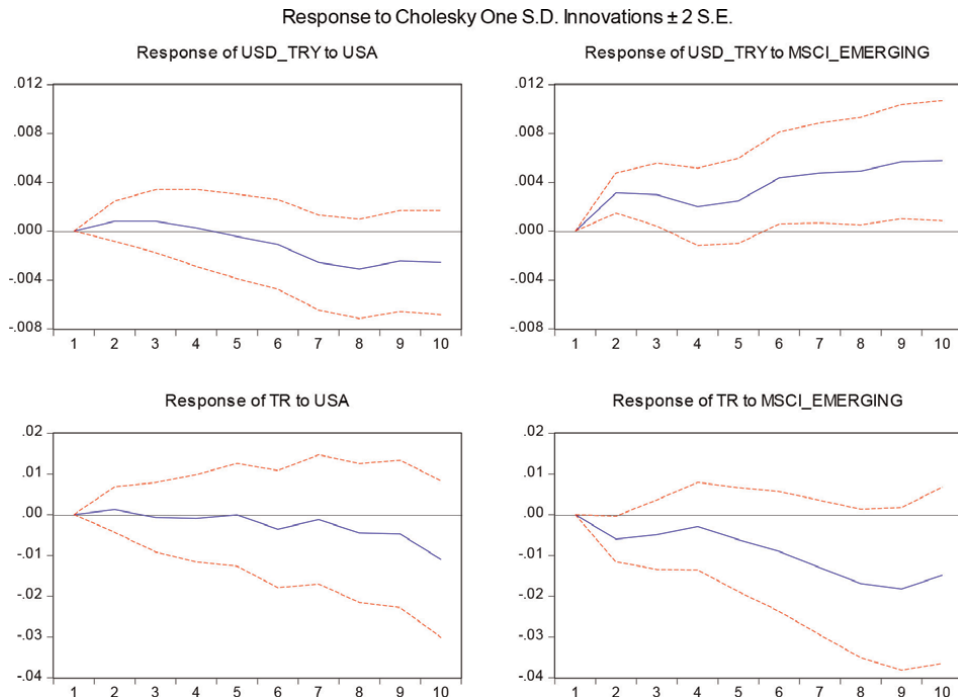 Response to Cholesky One S.D. Innovations ± 2 S.E.
Response of USD_TRY to USA
.012
.008
.004
.000
-.004
-.008
1 2 3 4 5 6 7 8 9 10
Response of USD_TRY to MSCI_EMERGING
.012
.008
.004
.000
-.004
-.008
1 2 3 4 5 6 7 8 9 10
Response of TR to USA
.02
.01
.00
-.01
-.02
-.03
-.04
1 2 3 4 5 6 7 8 9 10
Response of TR to MSCI_EMERGING
.02
.01
.00
-.01
-.02
-.03
-.04
1 2 3 4 5 6 7 8 9 10